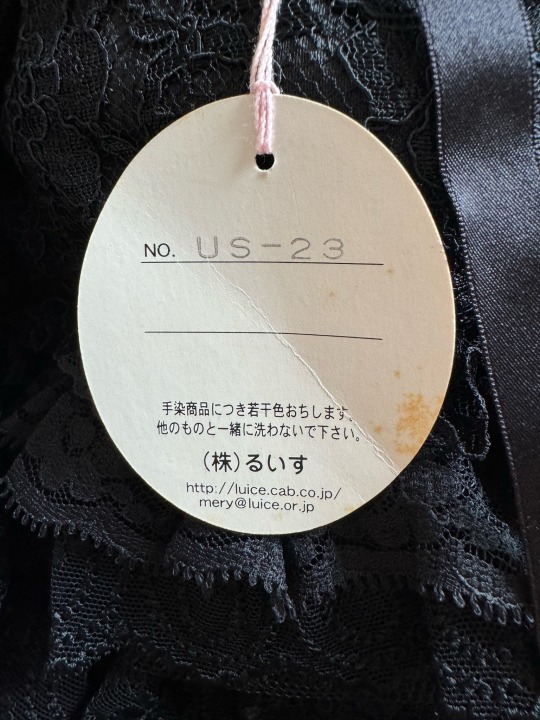 NO. US-23
手染商品につき若干色おちします。
他のものと一緒に洗わないで下さい。
(株)るいす
http://luice.cab.co.jp/
mery@luice.or.jp